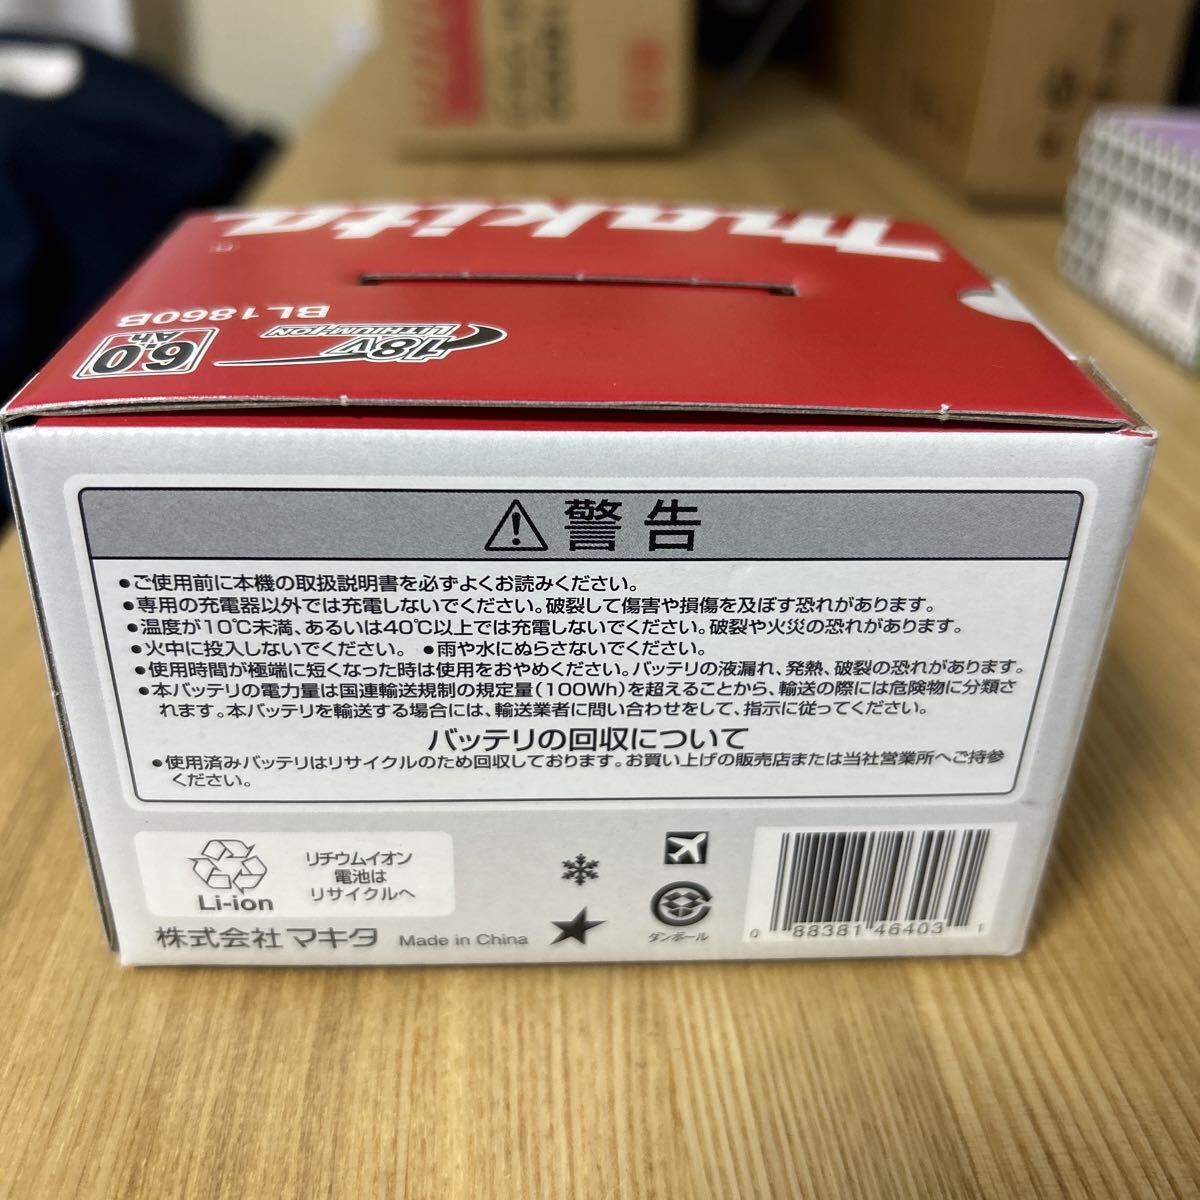 makita
BL1860B
18V
LITHIUM-ION
6.0
Ah
警告
●ご使用前に本機の取扱説明書を必ずよくお読みください。
●専用の充電器以外では充電しないでください。破裂して傷害や損傷を及ぼす恐れがあります。
●温度が10℃未満、あるいは40℃以上では充電しないでください。破裂や火災の恐れがあります。
●火中に投入しないでください。 ●雨や水にぬらさないでください。
●使用時間が極端に短くなった時は使用をおやめください。バッテリの液漏れ、発熱、破裂の恐れがあります。
●本バッテリの電力量は国連輸送規制の規定量(100Wh)を超えることから、輸送の際には危険物に分類さ
れます。本バッテリを輸送する場合には、輸送業者に問い合わせをして、指示に従ってください。
バッテリの回収について
●使用済みバッテリはリサイクルのため回収しております。お買い上げの販売店または当社営業所へご持参
ください。
Li-ion
リチウムイオン
電池は
リサイクルへ
株式会社 マキタ Made in China
ダンボール
0 88381 46403 1